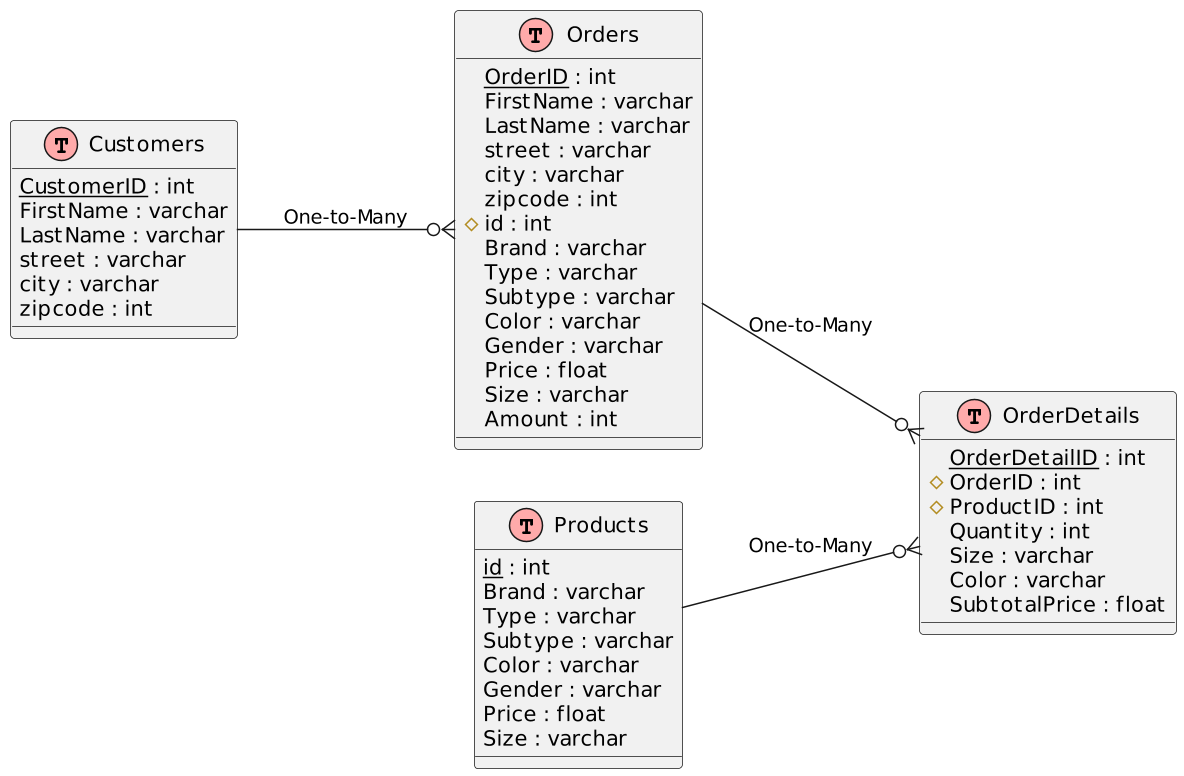 T Customers
CustomerID : int
FirstName : varchar
LastName : varchar
street : varchar
city : varchar
zipcode : int
One-to-Many
T Orders
OrderID : int
FirstName : varchar
LastName : varchar
street : varchar
city : varchar
zipcode : int
id : int
Brand : varchar
Type : varchar
Subtype : varchar
Color : varchar
Gender : varchar
Price : float
Size : varchar
Amount : int
One-to-Many
T Products
id : int
Brand : varchar
Type : varchar
Subtype : varchar
Color : varchar
Gender : varchar
Price : float
Size : varchar
One-to-Many
T OrderDetails
OrderDetailID : int
OrderID : int
ProductID : int
Quantity : int
Size : varchar
Color : varchar
SubtotalPrice : float